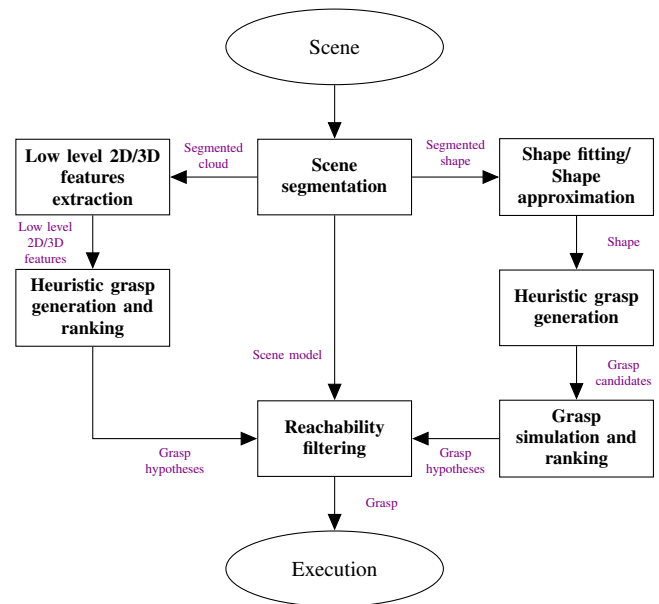 Scene
Segmented
cloud
Segmented
shape
Low level 2D/3D
features
extraction
Scene
segmentation
Shape fitting/
Shape
approximation
Low level
2D/3D
features
Shape
Heuristic grasp
generation and
ranking
Heuristic grasp
generation
Scene model
Grasp
candidates
Reachability
filtering
Grasp
simulation and
ranking
Grasp
hypotheses
Grasp
hypotheses
Grasp
Execution